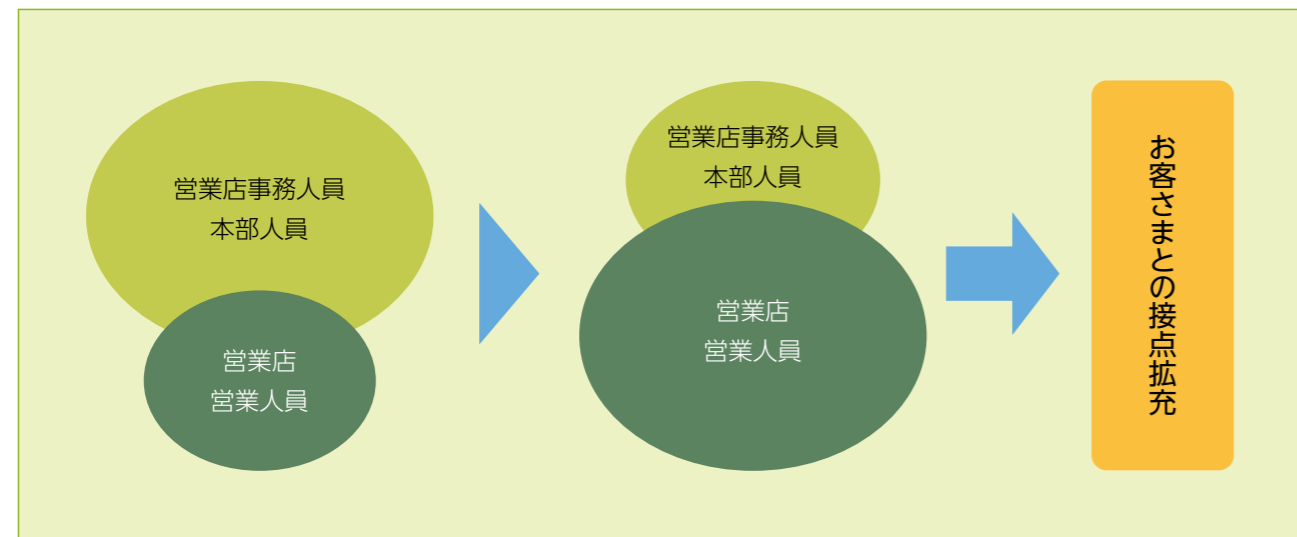 営業店事務人員
本部人員
営業店
営業人員
営業店事務人員
本部人員
営業店
営業人員
お客さまとの接点拡充